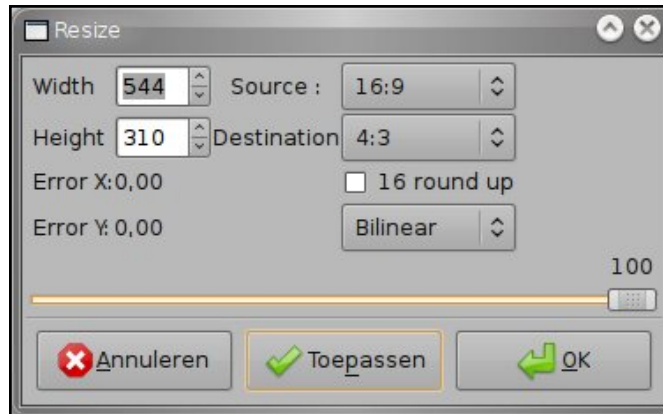 Resize
Width 544 Source : 16:9
Height 310 Destination 4:3
Error X:0,00 16 round up
Error Y: 0,00 Bilinear
100
Annuleren Toepassen OK